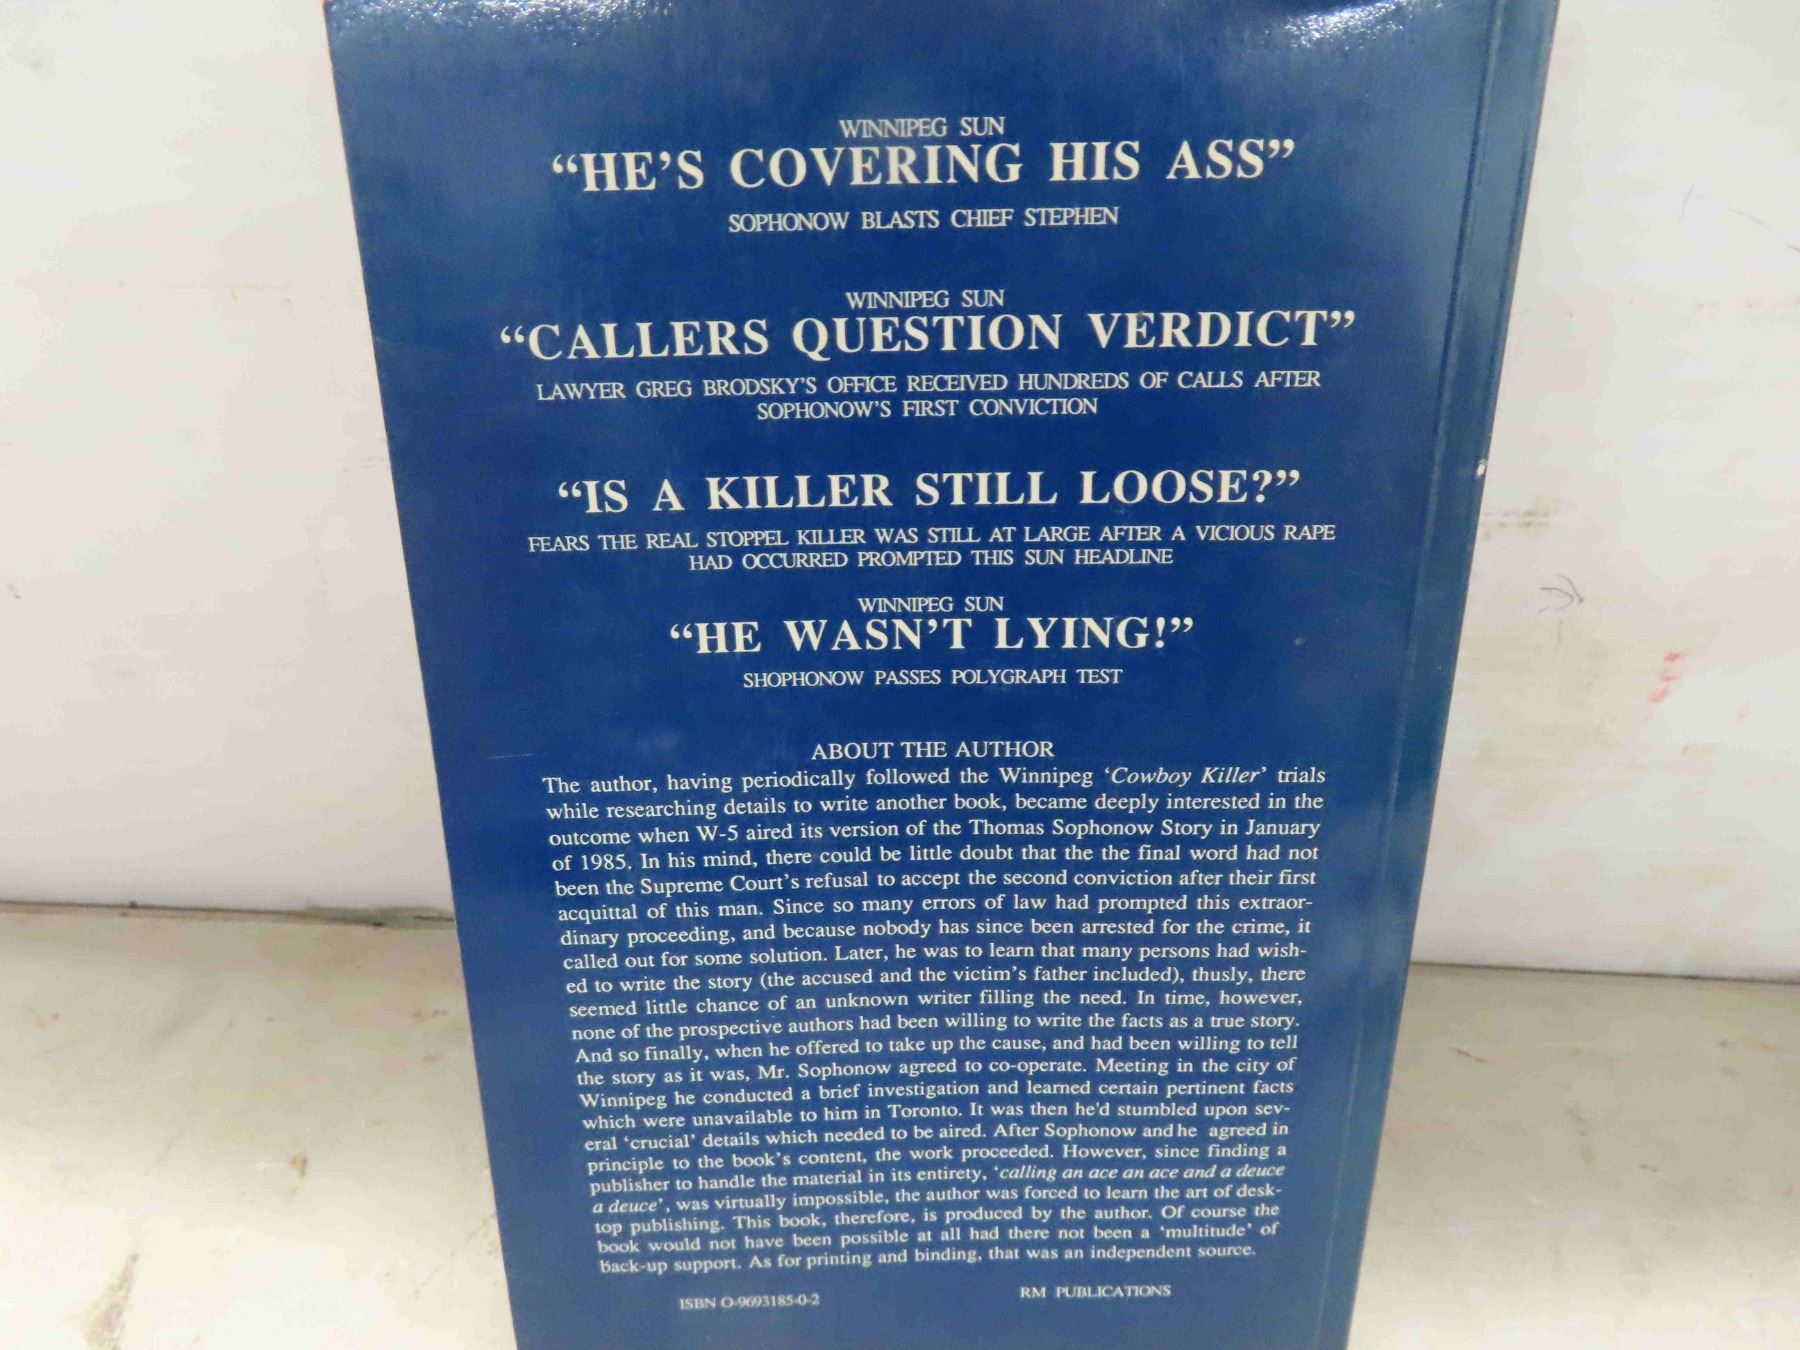 WINNIPEG SUN
“HE’S COVERING HIS ASS”
SOPHONOW BLASTS CHIEF STEPHEN
WINNIPEG SUN
“CALLERS QUESTION VERDICT”
LAWYER GREG BRODSKY’S OFFICE RECEIVED HUNDREDS OF CALLS AFTER
SOPHONOW’S FIRST CONVICTION
“IS A KILLER STILL LOOSE?”
FEARS THE REAL STOPPEL KILLER WAS STILL AT LARGE AFTER A VICIOUS RAPE
HAD OCCURRED PROMPTED THIS SUN HEADLINE
WINNIPEG SUN
“HE WASN’T LYING!”
SHOPHONOW PASSES POLYGRAPH TEST
ABOUT THE AUTHOR
The author, having periodically followed the Winnipeg ‘Cowboy Killer’ trials
while researching details to write another book, became deeply interested in the
outcome when W-5 aired its version of the Thomas Sophonow Story in January
of 1985. In his mind, there could be little doubt that the the final word had not
been the Supreme Court’s refusal to accept the second conviction after their first
acquittal of this man. Since so many errors of law had prompted this extraor-
dinary proceeding, and because nobody has since been arrested for the crime, it
called out for some solution. Later, he was to learn that many persons had wish-
ed to write the story (the accused and the victim’s father included), thusly, there
seemed little chance of an unknown writer filling the need. In time, however,
none of the prospective authors had been willing to write the facts as a true story.
And so finally, when he offered to take up the cause, and had been willing to tell
the story as it was, Mr. Sophonow agreed to co-operate. Meeting in the city of
Winnipeg he conducted a brief investigation and learned certain pertinent facts
which were unavailable to him in Toronto. It was then he’d stumbled upon sev-
eral ‘crucial’ details which needed to be aired. After Sophonow and he agreed in
principle to the book’s content, the work proceeded. However, since finding a
publisher to handle the material in its entirety, ‘calling an ace an ace and a deuce
a deuce’, was virtually impossible, the author was forced to learn the art of desk-
top publishing. This book, therefore, is produced by the author. Of course the
book would not have been possible at all had there not been a ‘multitude’ of
back-up support. As for printing and binding, that was an independent source.
ISBN O-9693185-0-2
RM PUBLICATIONS